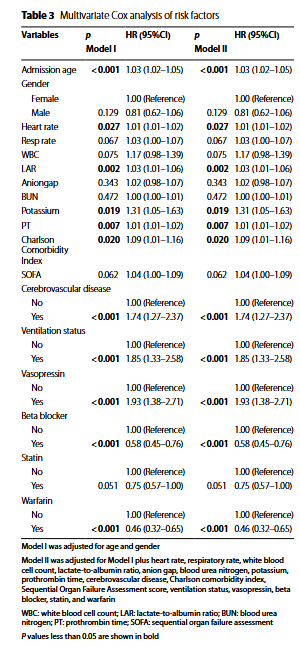 Table 3 Multivariate Cox analysis of risk factors
Variables p HR (95%CI) p HR (95%CI)
Model I Model II
Admission age <0.001 1.03 (1.02–1.05) <0.001 1.03 (1.02–1.05)
Gender
Female 1.00 (Reference) 1.00 (Reference)
Male 0.129 0.81 (0.62–1.06) 0.129 0.81 (0.62–1.06)
Heart rate 0.027 1.01 (1.01–1.02) 0.027 1.01 (1.01–1.02)
Resp rate 0.067 1.03 (1.00–1.07) 0.067 1.03 (1.00–1.07)
WBC 0.075 1.17 (0.98–1.39) 0.075 1.17 (0.98–1.39)
LAR 0.002 1.03 (1.01–1.06) 0.002 1.03 (1.01–1.06)
Aniongap 0.343 1.02 (0.98–1.07) 0.343 1.02 (0.98–1.07)
BUN 0.472 1.00 (1.00–1.01) 0.472 1.00 (1.00–1.01)
Potassium 0.019 1.31 (1.05–1.63) 0.019 1.31 (1.05–1.63)
PT 0.007 1.01 (1.01–1.02) 0.007 1.01 (1.01–1.02)
Charlson 0.020 1.09 (1.01–1.16) 0.020 1.09 (1.01–1.16)
Comorbidity
Index
SOFA 0.062 1.04 (1.00–1.09) 0.062 1.04 (1.00–1.09)
Cerebrovascular disease
No 1.00 (Reference) 1.00 (Reference)
Yes <0.001 1.74 (1.27–2.37) <0.001 1.74 (1.27–2.37)
Ventilation status
No 1.00 (Reference) 1.00 (Reference)
Yes <0.001 1.85 (1.33–2.58) <0.001 1.85 (1.33–2.58)
Vasopressin
No 1.00 (Reference) 1.00 (Reference)
Yes <0.001 1.93 (1.38–2.71) <0.001 1.93 (1.38–2.71)
Beta blocker
No 1.00 (Reference) 1.00 (Reference)
Yes <0.001 0.58 (0.45–0.76) <0.001 0.58 (0.45–0.76)
Statin
No 1.00 (Reference) 1.00 (Reference)
Yes 0.051 0.75 (0.57–1.00) 0.051 0.75 (0.57–1.00)
Warfarin
No 1.00 (Reference) 1.00 (Reference)
Yes <0.001 0.46 (0.32–0.65) <0.001 0.46 (0.32–0.65)
Model I was adjusted for age and gender
Model II was adjusted for Model I plus heart rate, respiratory rate, white blood
cell count, lactate-to-albumin ratio, anion gap, blood urea nitrogen, potassium,
prothrombin time, cerebrovascular disease, Charlson comorbidity index,
Sequential Organ Failure Assessment score, ventilation status, vasopressin, beta
blocker, statin, and warfarin
WBC: white blood cell count; LAR: lactate-to-albumin ratio; BUN: blood urea
nitrogen; PT: prothrombin time; SOFA: sequential organ failure assessment
P values less than 0.05 are shown in bold